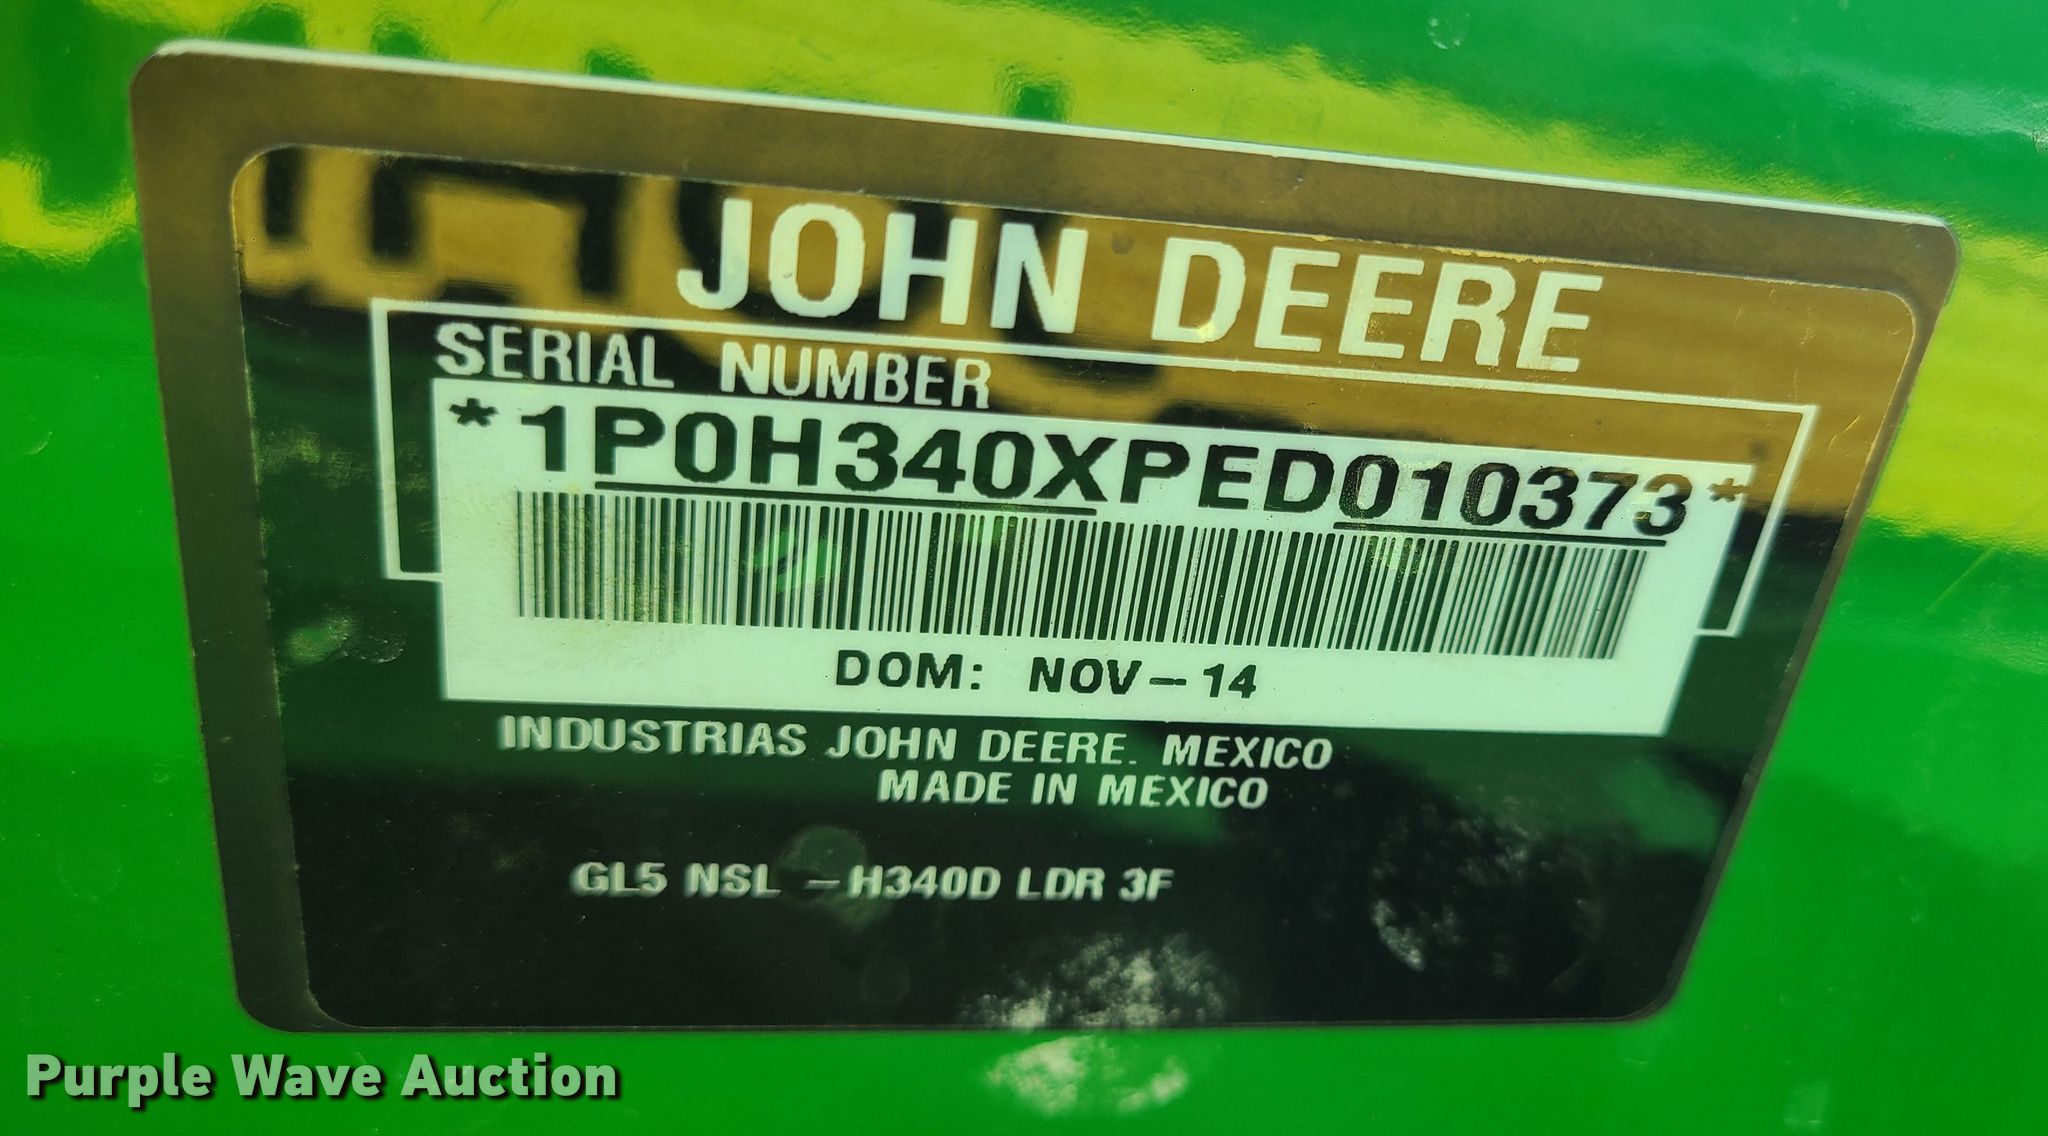 JOHN DEERE
SERIAL NUMBER
*1P0H340XPED010373*
DOM: NOV-14
INDUSTRIAS JOHN DEERE. MEXICO
MADE IN MEXICO
GL5 NSL -H340D LDR 3F
Purple Wave Auction